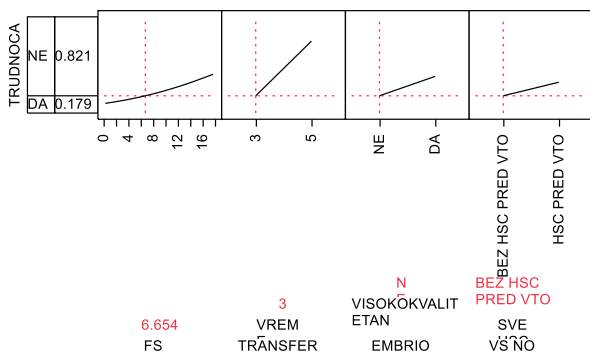 TRUDNOCA
NE 0.821
DA 0.179
0 4 8 12 16
3 5
NE DA
BEZ HSC PRED VTO
HSC PRED VTO
6.654
FS
3
VREM
TRANSFER
VISOKOKVALIT
ETAN
EMBRIO
BEZ HSC
PRED VTO
SVE
VS NO